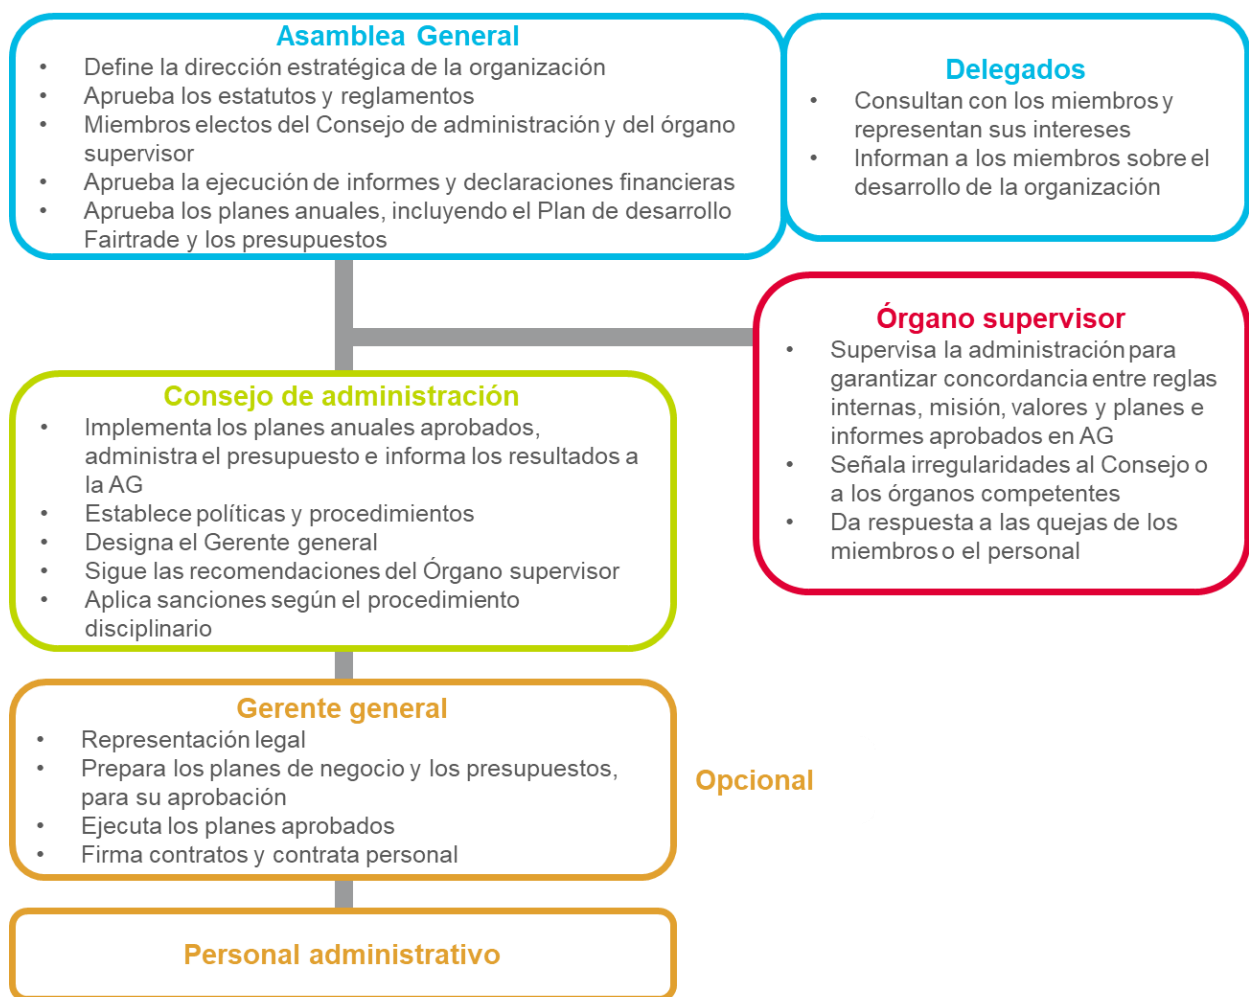 Asamblea General
• Define la dirección estratégica de la organización
• Aprueba los estatutos y reglamentos
• Miembros electos del Consejo de administración y del órgano
supervisor
• Aprueba la ejecución de informes y declaraciones financieras
• Aprueba los planes anuales, incluyendo el Plan de desarrollo
Fairtrade y los presupuestos
Delegados
• Consultan con los miembros y
representan sus intereses
• Informan a los miembros sobre el
desarrollo de la organización
Órgano supervisor
• Supervisa la administración para
garantizar concordancia entre reglas
internas, misión, valores y planes e
informes aprobados en AG
• Señala irregularidades al Consejo o
a los órganos competentes
• Da respuesta a las quejas de los
miembros o el personal
Consejo de administración
• Implementa los planes anuales aprobados,
administra el presupuesto e informa los resultados a
la AG
• Establece políticas y procedimientos
• Designa el Gerente general
• Sigue las recomendaciones del Órgano supervisor
• Aplica sanciones según el procedimiento
disciplinario
Gerente general
• Representación legal
• Prepara los planes de negocio y los presupuestos,
para su aprobación
• Ejecuta los planes aprobados
• Firma contratos y contrata personal
Opcional
Personal administrativo